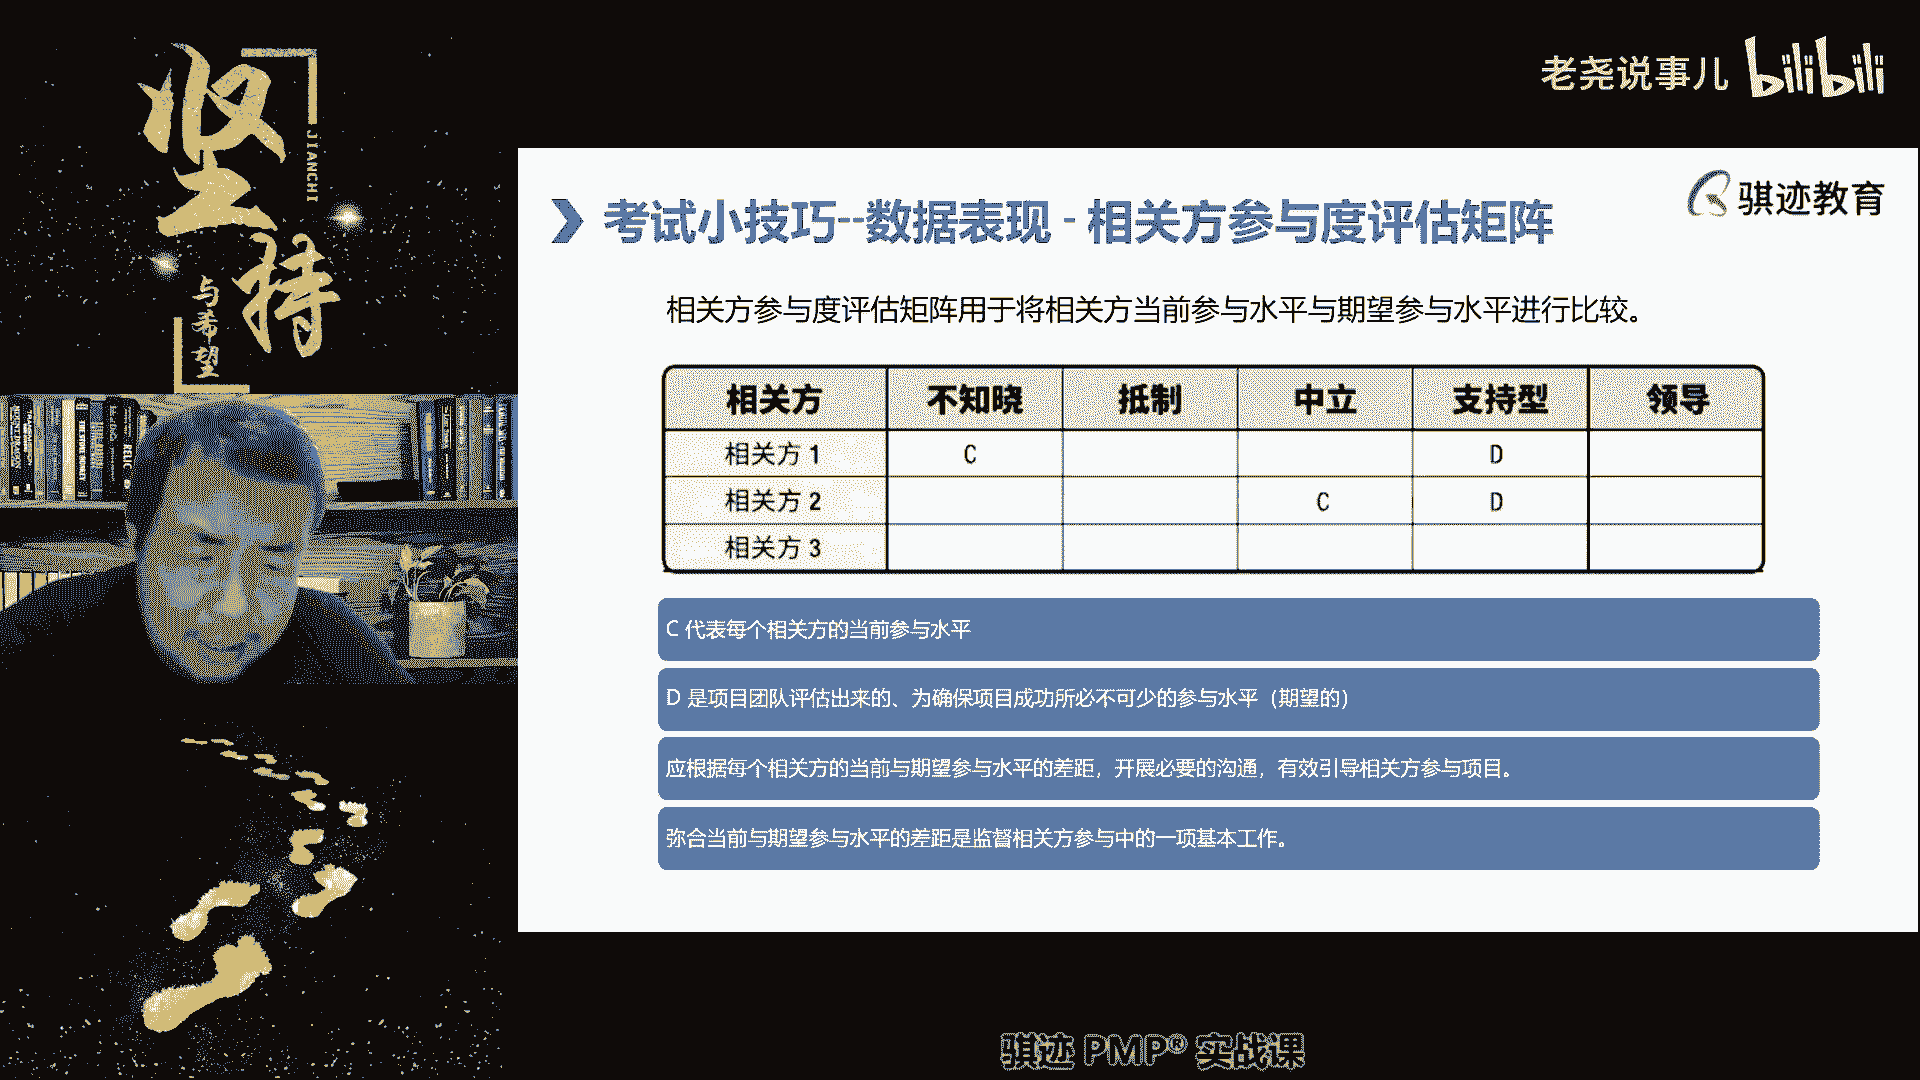 坚持
JIANCHI
与希望
老尧说事儿 bilibili
骐迹教育
考试小技巧--数据表现 - 相关方参与度评估矩阵
相关方参与度评估矩阵用于将相关方当前参与水平与期望参与水平进行比较。
相关方 不知晓 抵制 中立 支持型 领导
相关方 1 C D
相关方 2 C D
相关方 3
C 代表每个相关方的当前参与水平
D 是项目团队评估出来的、为确保项目成功所必不可少的参与水平（期望的）
应根据每个相关方的当前与期望参与水平的差距，开展必要的沟通，有效引导相关方参与项目。
弥合当前与期望参与水平的差距是监督相关方参与中的一项基本工作。
骐迹 PMP® 实战课